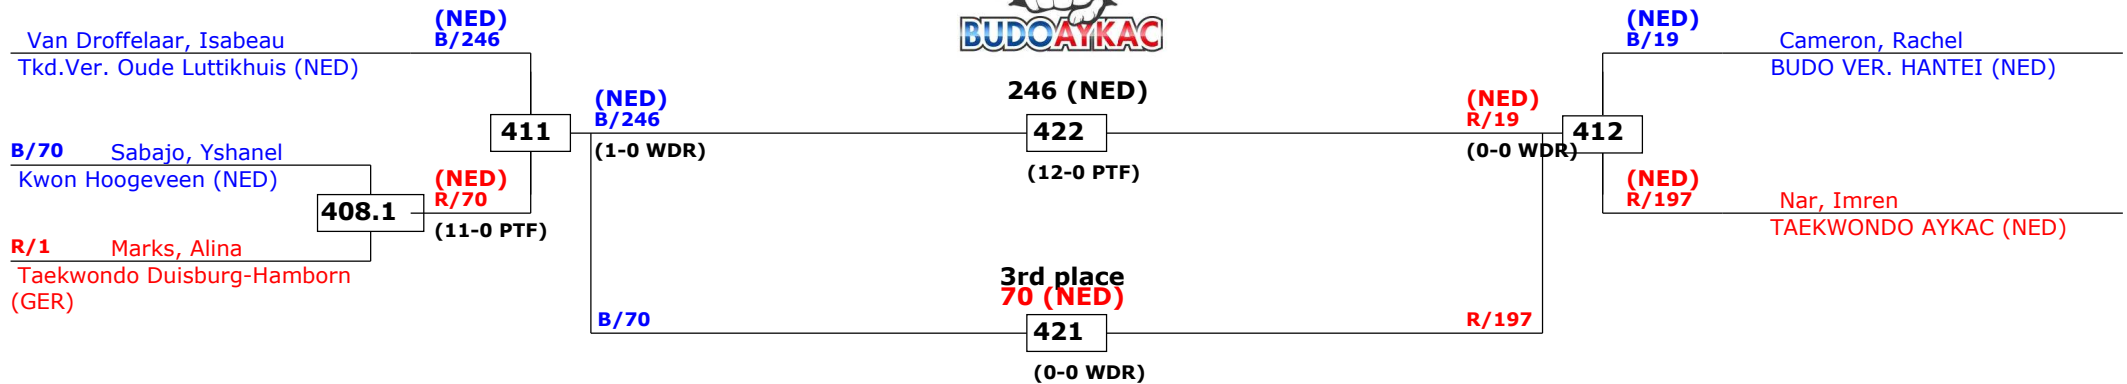 (NED)
B/246
Van Droffelaar, Isabeau
Tkd.Ver. Oude Luttikhuis (NED)
B/70
Sabajo, Yshanel
Kwon Hoogeveen (NED)
R/1
Marks, Alina
Taekwondo Duisburg-Hamborn
(GER)
408.1
(NED)
R/70
(11-0 PTF)
411
(NED)
B/246
(1-0 WDR)
BUDOAYKAC
246 (NED)
422
(12-0 PTF)
3rd place
70 (NED)
B/70
421
R/197
(0-0 WDR)
(NED)
R/19
(0-0 WDR)
412
(NED)
B/19
Cameron, Rachel
BUDO VER. HANTEI (NED)
(NED)
R/197
Nar, Imren
TAEKWONDO AYKAC (NED)